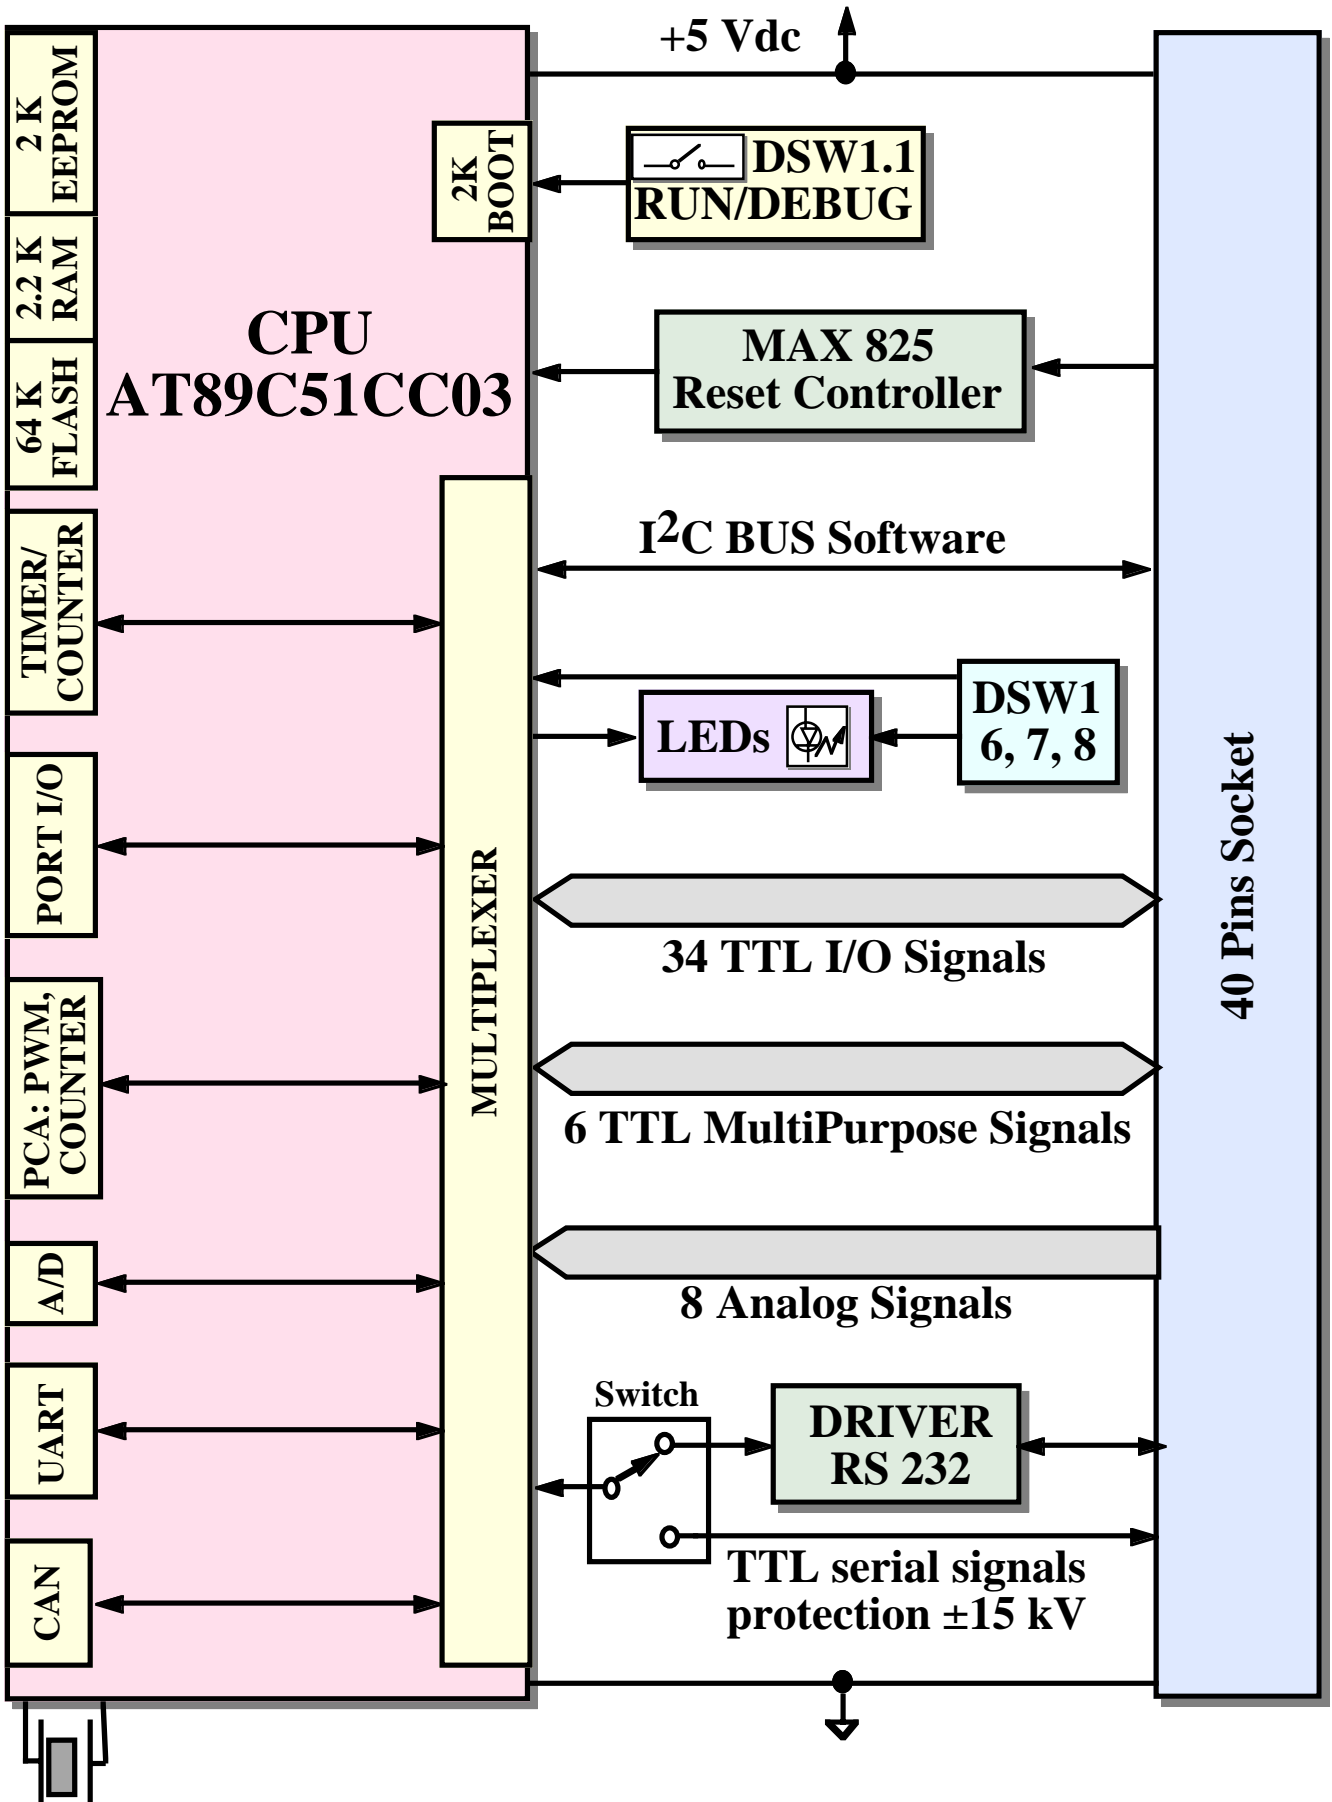 +5 Vdc
2 K
EEPROM
2.2 K
RAM
64 K
FLASH
CPU
AT89C51CC03
2K
BOOT
DSW1.1
RUN/DEBUG
MAX 825
Reset Controller
I²C BUS Software
TIMER/
COUNTER
LEDs
DSW1
6, 7, 8
PORT I/O
MULTIPLEXER
40 Pins Socket
34 TTL I/O Signals
PCA: PWM,
COUNTER
6 TTL MultiPurpose Signals
A/D
8 Analog Signals
UART
Switch
DRIVER
RS 232
CAN
TTL serial signals
protection ±15 kV